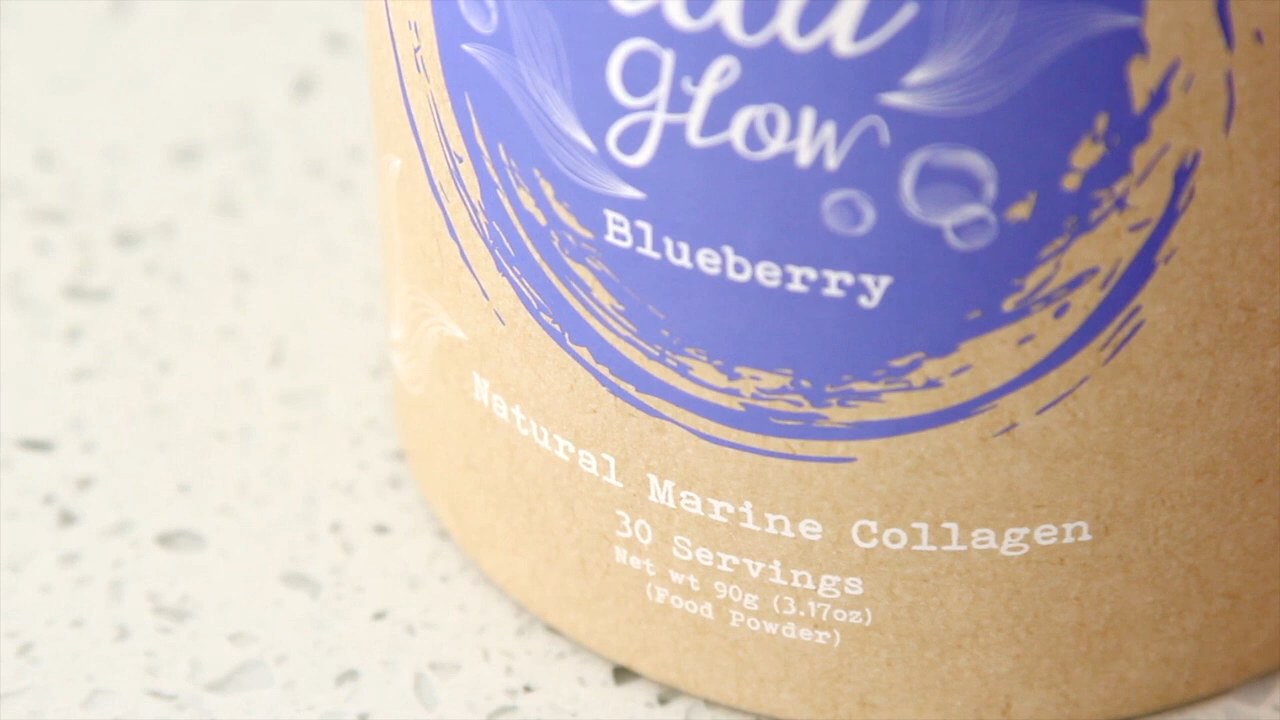 glow
Blueberry
Natural Marine Collagen
30 Servings
Net wt 90g (3.17oz)
(Food Powder)